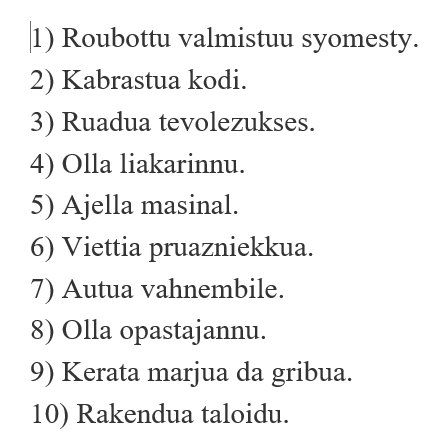 1) Roubottu valmistuu syomesty.
2) Kabrastua kodi.
3) Ruadua tevolezukses.
4) Olla liakarinnu.
5) Ajella masinal.
6) Viettia pruazniekkua.
7) Autua vahnembile.
8) Olla opastajannu.
9) Kerata marjua da gribua.
10) Rakendua taloidu.